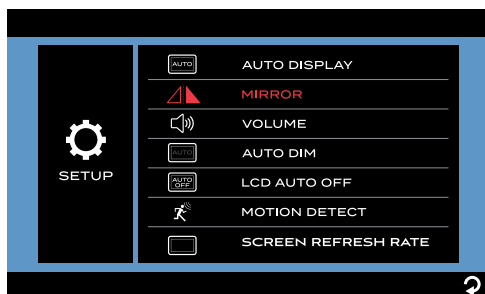 SETUP
AUTO AUTO DISPLAY
MIRROR
VOLUME
AUTO AUTO DIM
AUTO OFF LCD AUTO OFF
MOTION DETECT
SCREEN REFRESH RATE